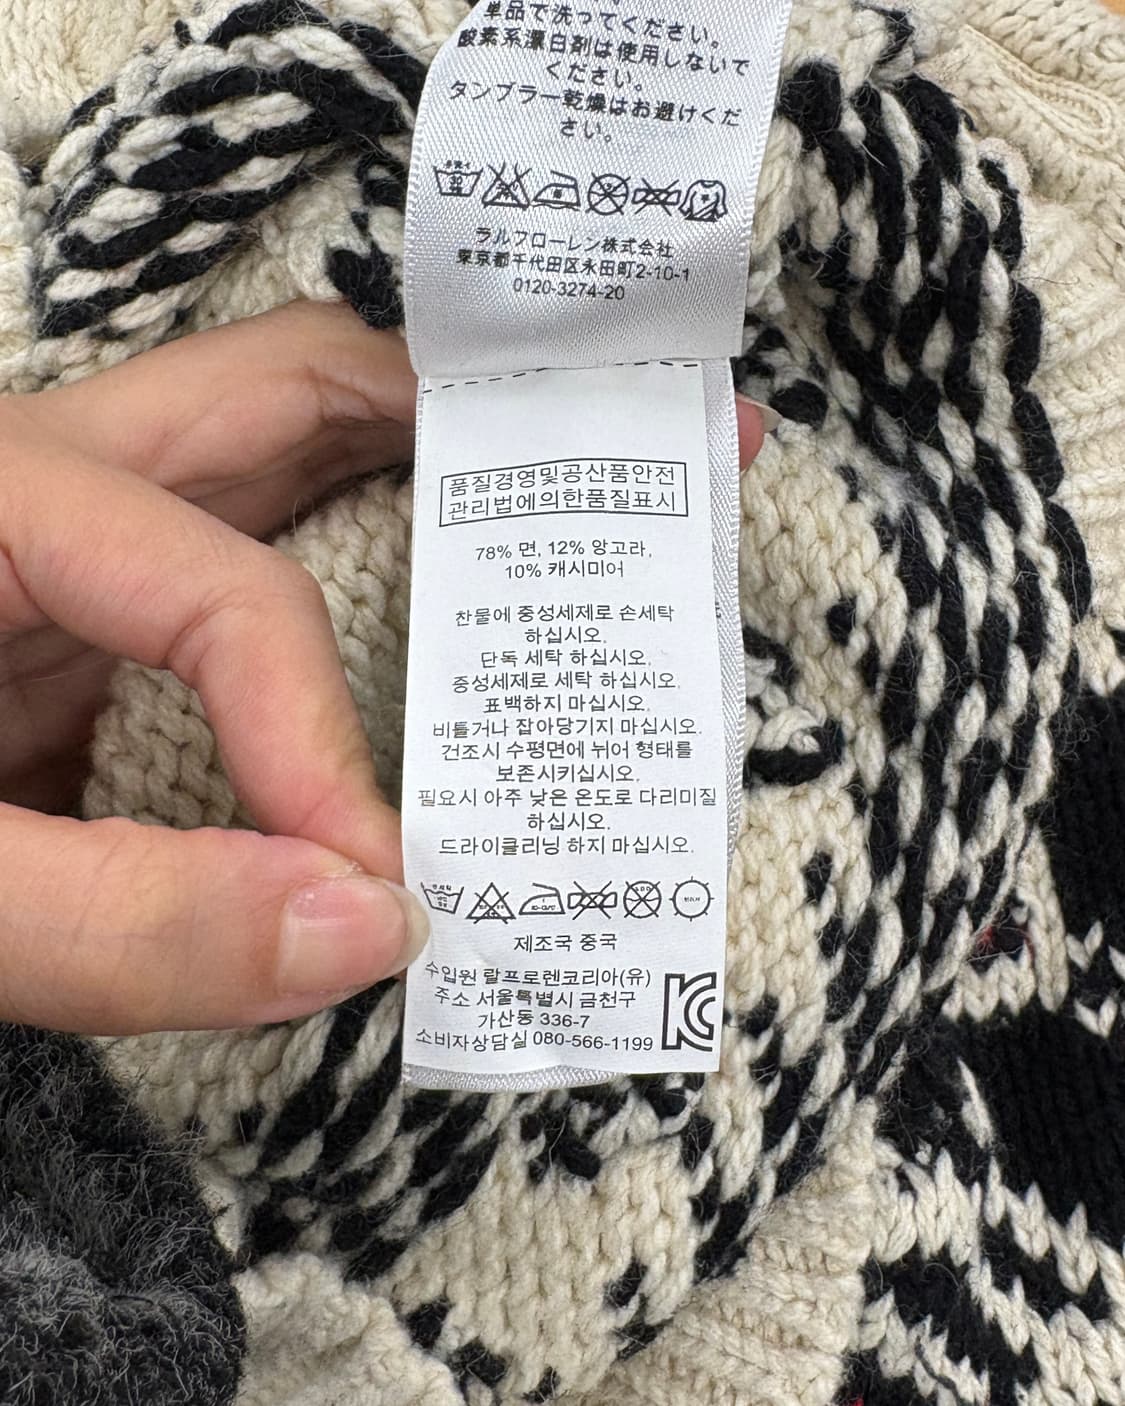 単品で洗ってください。
酸素系漂白剤は使用しないで
ください。
タンブラー乾燥はお避けくだ
さい。
ラルフローレン株式会社
東京都千代田区永田町2-10-1
0120-3274-20
품질경영및공산품안전
관리법에의한품질표시
78% 면, 12% 앙고라,
10% 캐시미어
찬물에 중성세제로 손세탁
하십시오.
단독 세탁 하십시오.
중성세제로 세탁 하십시오.
표백하지 마십시오.
비틀거나 잡아당기지 마십시오.
건조시 수평면에 뉘어 형태를
보존시키십시오.
필요시 아주 낮은 온도로 다리미질
하십시오.
드라이클리닝 하지 마십시오.
제조국 중국
수입원 랄프로렌코리아(유)
주소 서울특별시 금천구
가산동 336-7
소비자상담실 080-566-1199